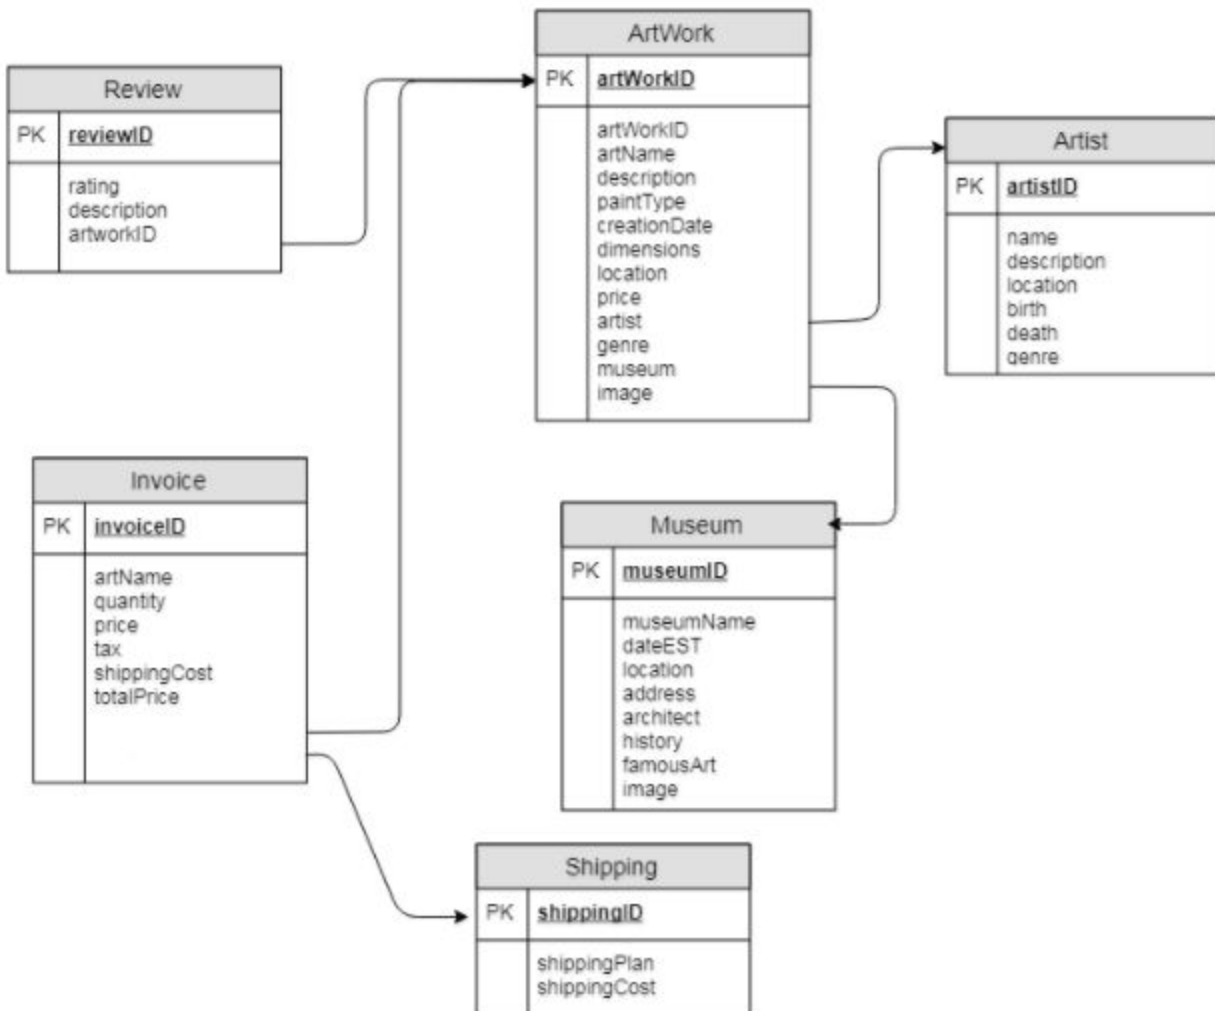 Review
PK reviewID
rating
description
artworkID
ArtWork
PK artWorkID
artWorkID
artName
description
paintType
creationDate
dimensions
location
price
artist
genre
museum
image
Artist
PK artistID
name
description
location
birth
death
genre
Invoice
PK invoiceID
artName
quantity
price
tax
shippingCost
totalPrice
Museum
PK museumID
museumName
dateEST
location
address
architect
history
famousArt
image
Shipping
PK shippingID
shippingPlan
shippingCost